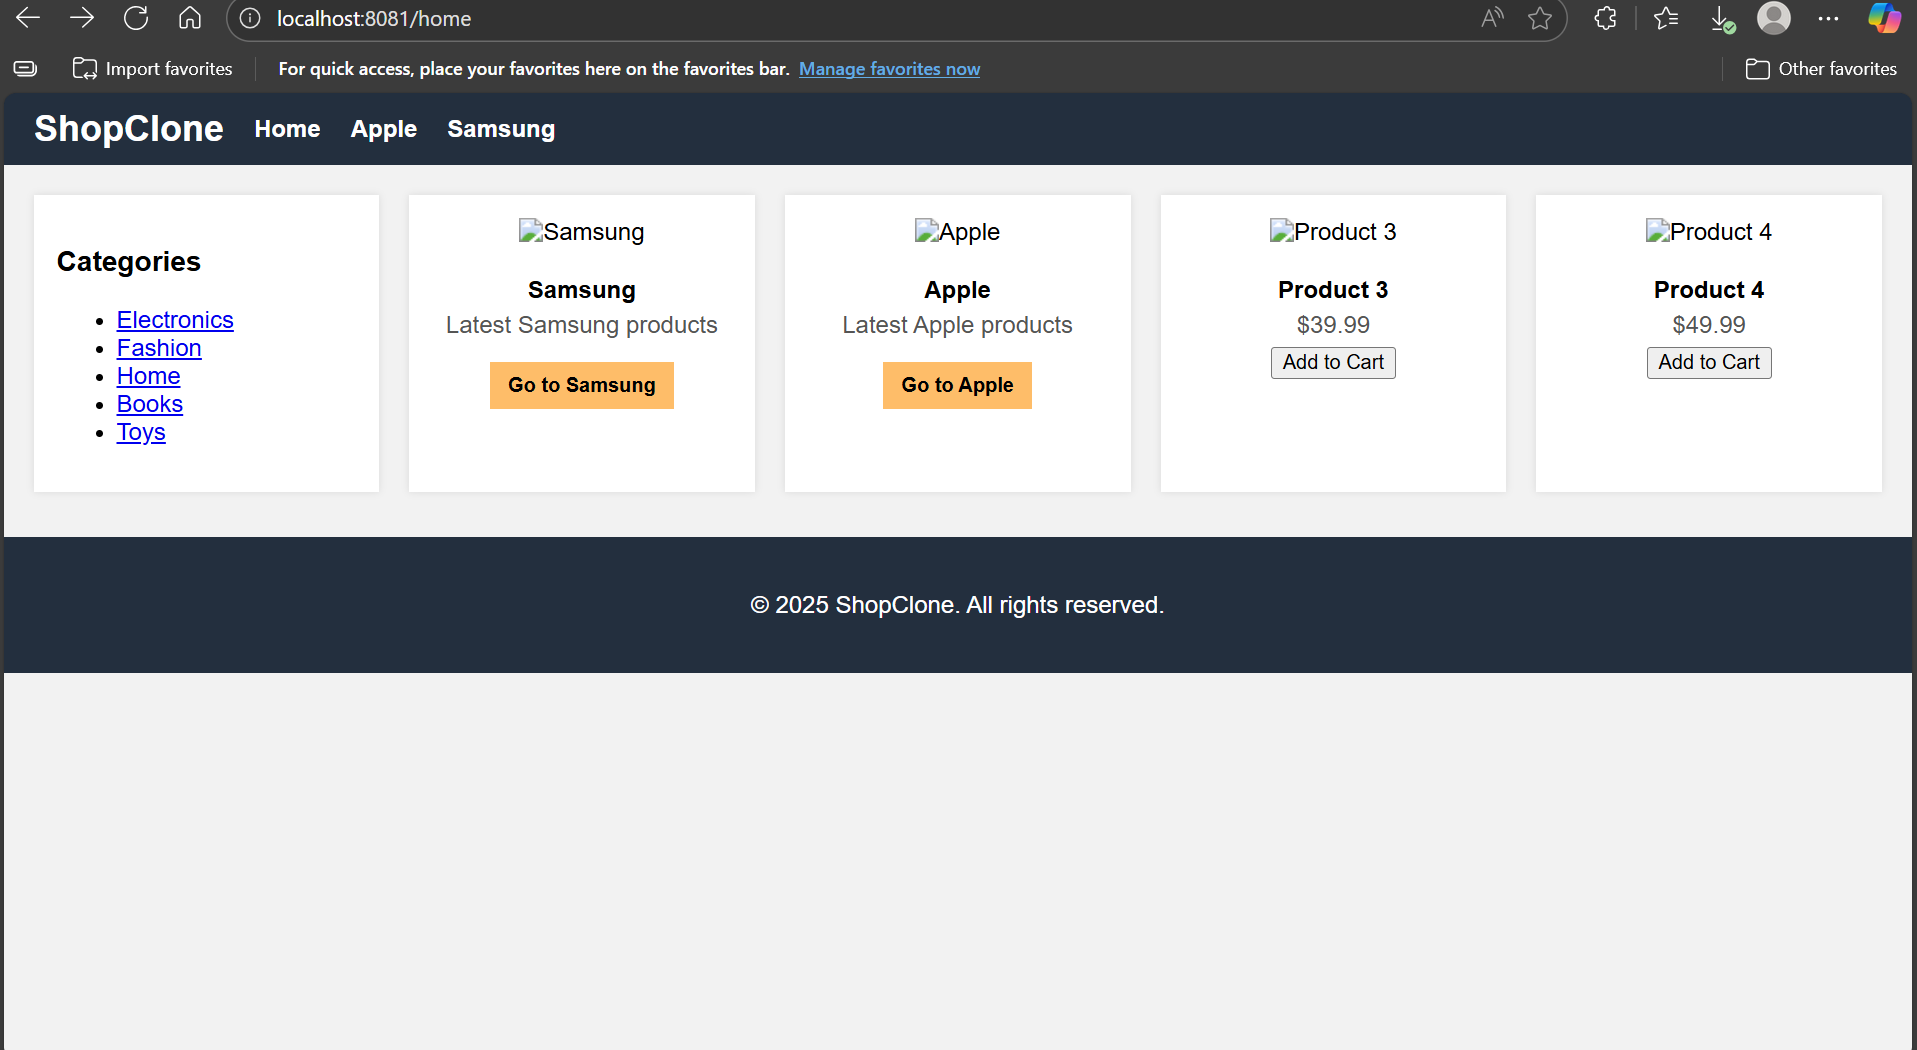 localhost:8081/home
Import favorites
For quick access, place your favorites here on the favorites bar. Manage favorites now
Other favorites
ShopClone Home Apple Samsung
Categories
Electronics
Fashion
Home
Books
Toys
Samsung
Samsung
Latest Samsung products
Go to Samsung
Apple
Apple
Latest Apple products
Go to Apple
Product 3
Product 3
$39.99
Add to Cart
Product 4
Product 4
$49.99
Add to Cart
© 2025 ShopClone. All rights reserved.